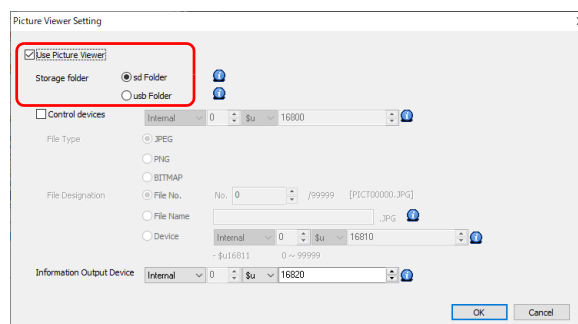 Picture Viewer Setting
Use Picture Viewer
Storage folder sd Folder
usb Folder
Control devices Internal 0 $u 16800
File Type JPEG
PNG
BITMAP
File Designation File No. No. 0 /99999 [PICT00000.JPG]
File Name .JPG
Device Internal 0 $u 16810
- $u16811 0 ~ 99999
Information Output Device Internal 0 $u 16820
OK Cancel